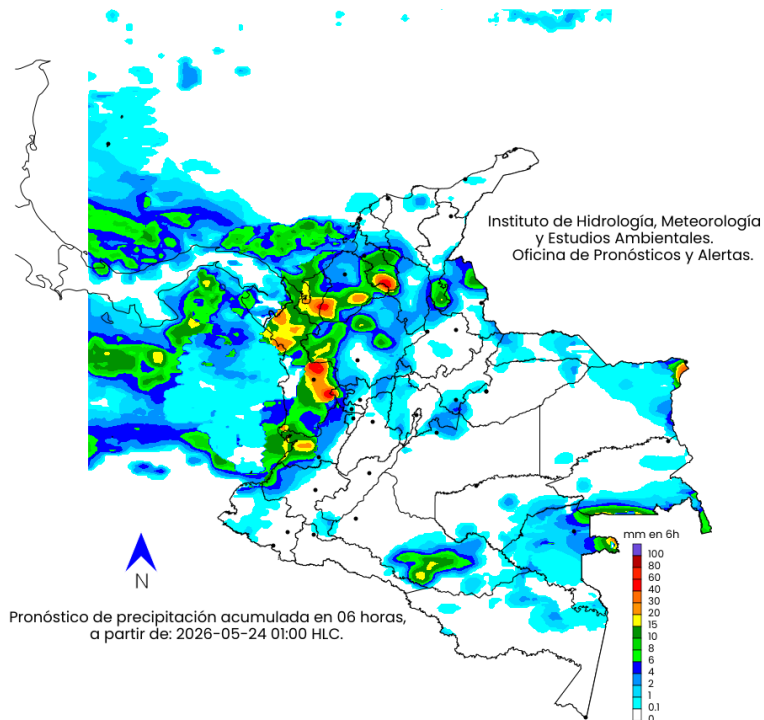 Instituto de Hidrología, Meteorología
y Estudios Ambientales.
Oficina de Pronósticos y Alertas.
mm en 6h
100
80
60
40
30
20
15
10
8
6
4
2
1
0.1
0
N
Pronóstico de precipitación acumulada en 06 horas,
a partir de: 2026-05-24 01:00 HLC.